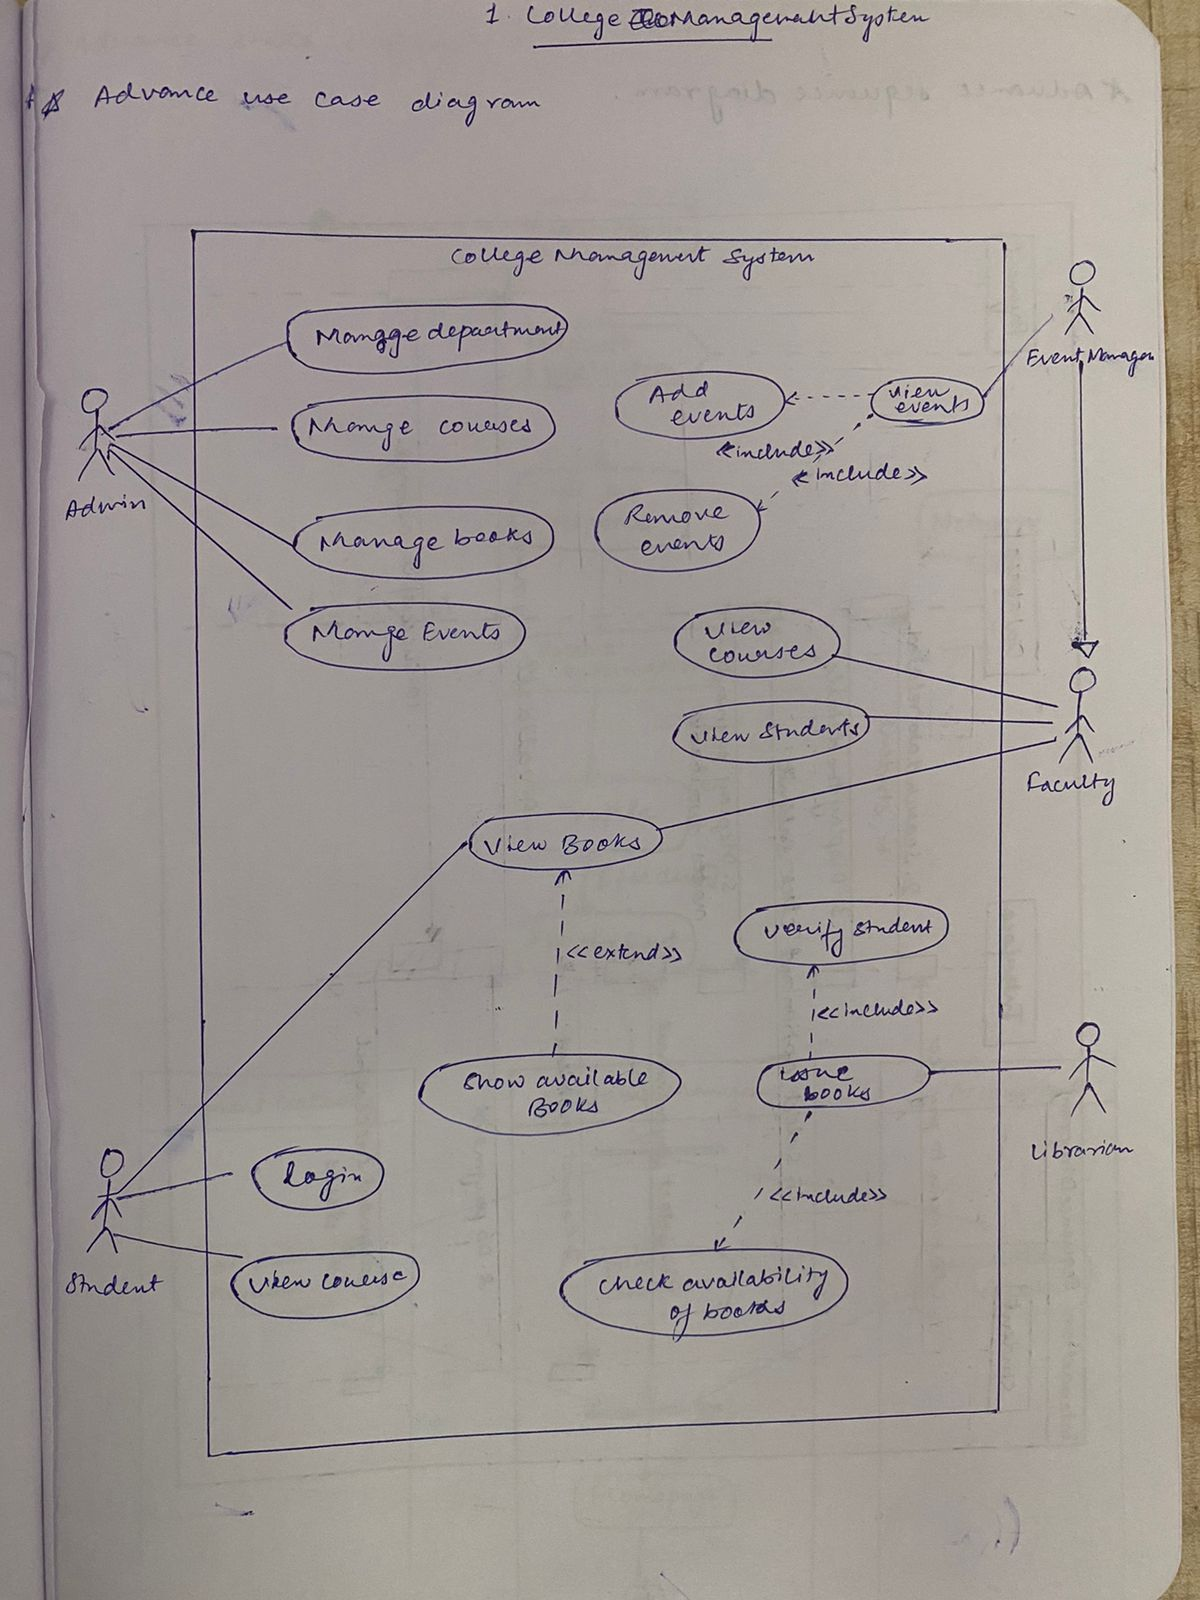 1. College Management System
Advance use case diagram
College Management System
Manage department
Event Manager
Add
events
View
events
Mange courses
<<include>>
<<include>>
Admin
Remove
events
Manage books
Mange Events
View
courses
View Students
Faculty
View Books
Verify student
<<extend>>
<<include>>
Show available
Books
Issue
books
Librarian
Login
<<include>>
Student
View course
Check availability
of books